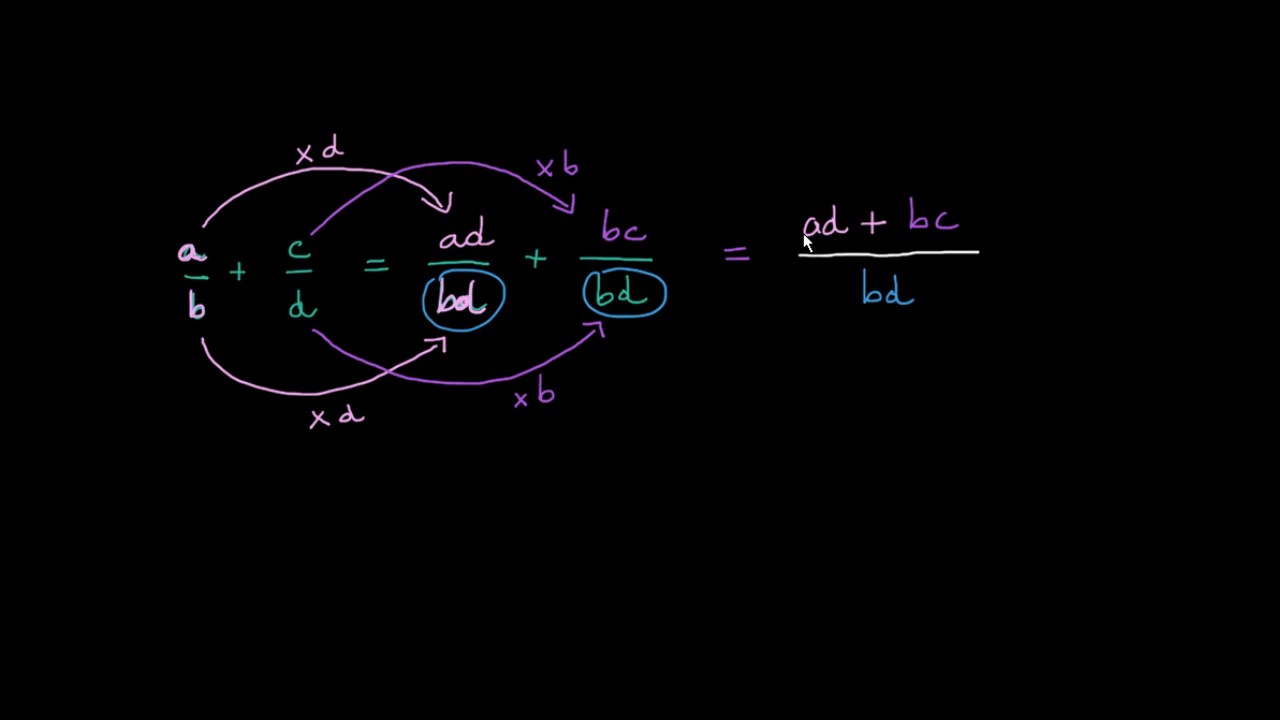 ×d ×b
a/b + c/d = ad/bd + bc/bd = ad + bc/bd
×d ×b